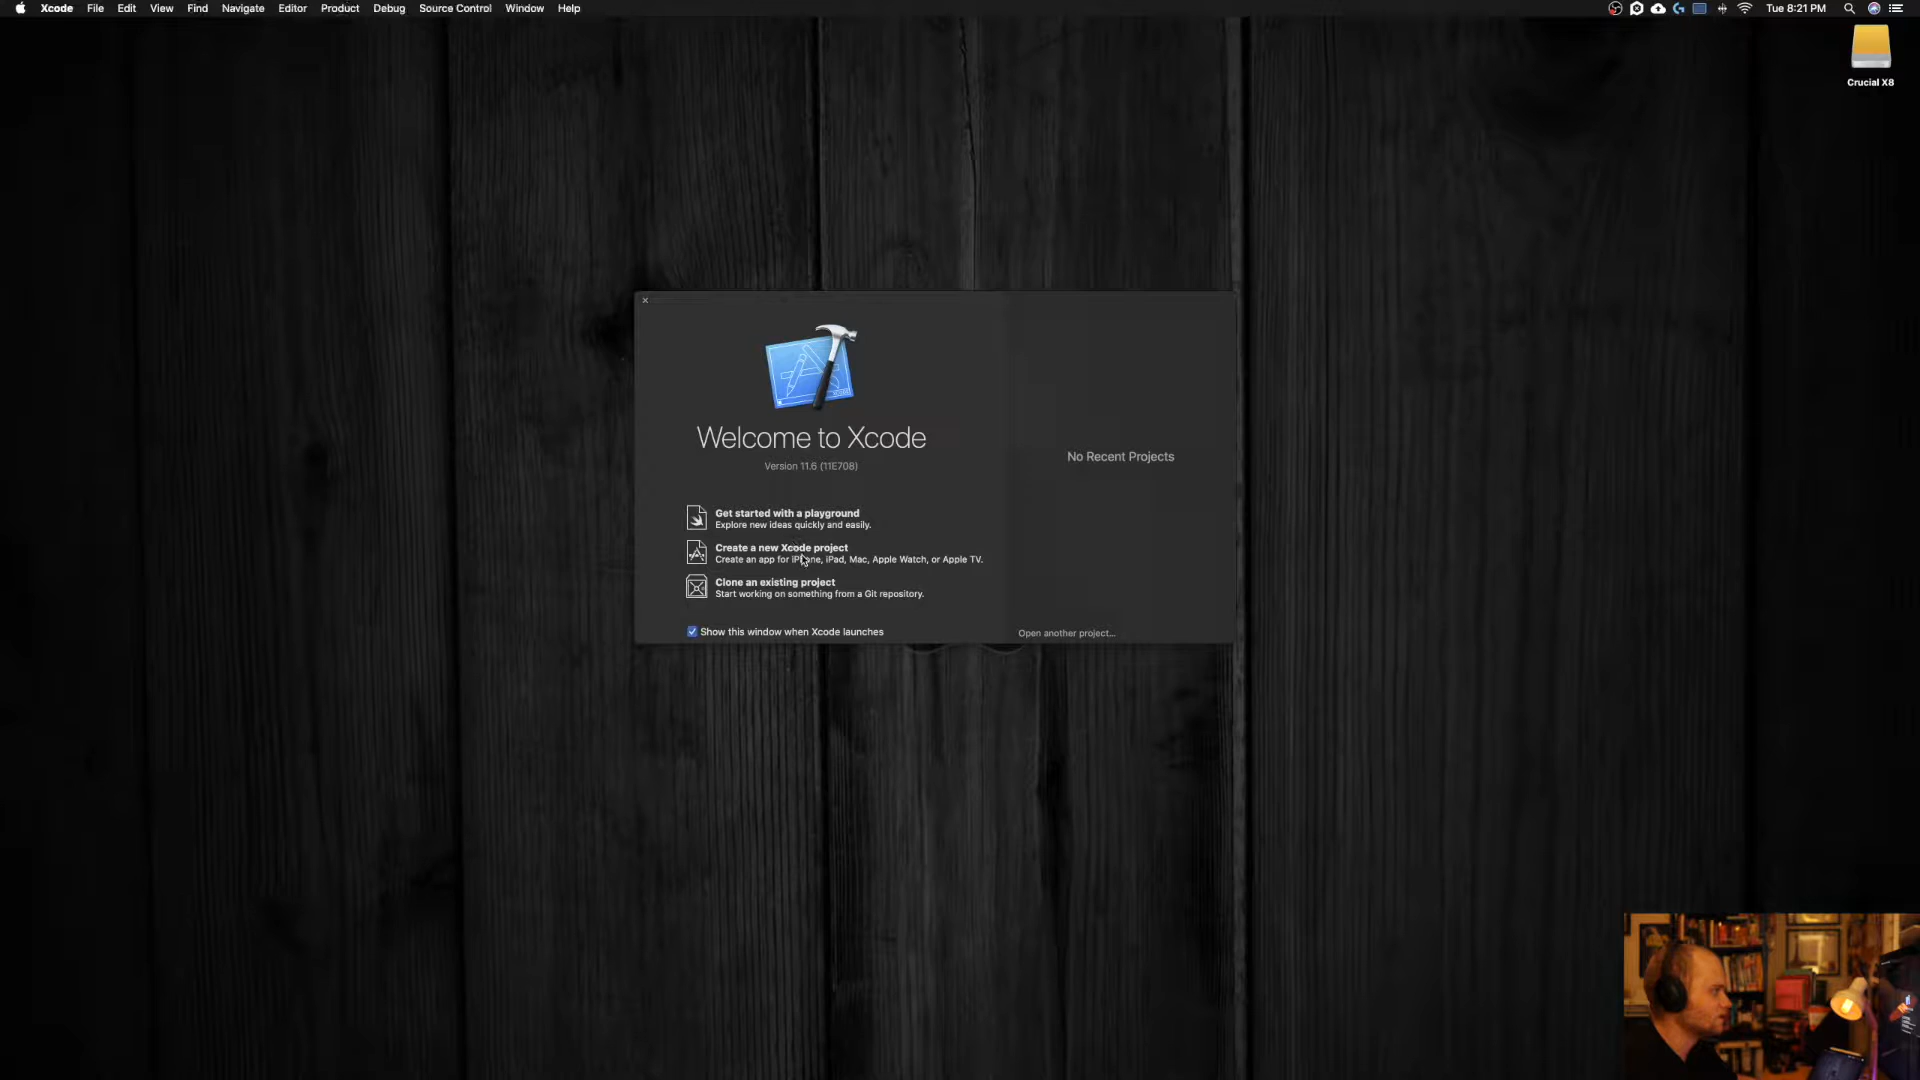 Xcode File Edit View Find Navigate Editor Product Debug Source Control Window Help
Tue 8:21 PM
Crucial X8
Welcome to Xcode
Version 11.6 (11E708)
No Recent Projects
Get started with a playground
Explore new ideas quickly and easily.
Create a new Xcode project
Create an app for iPhone, iPad, Mac, Apple Watch, or Apple TV.
Clone an existing project
Start working on something from a Git repository.
Show this window when Xcode launches
Open another project...